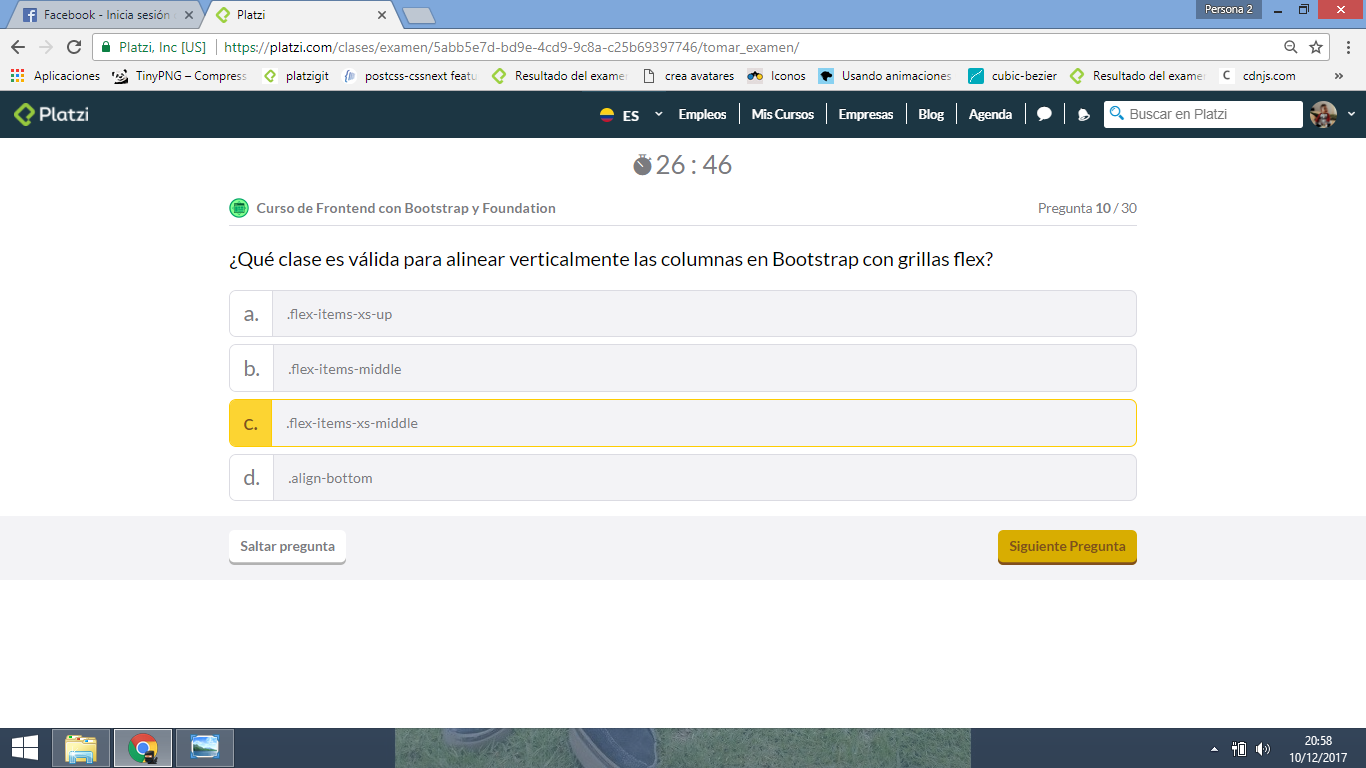 Facebook - Inicia sesión
Platzi
Persona 2
Platzi, Inc [US]
https://platzi.com/clases/examen/5abb5e7d-bd9e-4cd9-9c8a-c25b69397746/tomar_examen/
Aplicaciones
TinyPNG – Compress
platzigit
postcss-cssnext featu
Resultado del examen
crea avatares
Iconos
Usando animaciones
cubic-bezier
Resultado del examen
C
cdnjs.com
»
Platzi
ES
Empleos
Mis Cursos
Empresas
Blog
Agenda
Buscar en Platzi
26 : 46
Curso de Frontend con Bootstrap y Foundation
Pregunta 10 / 30
¿Qué clase es válida para alinear verticalmente las columnas en Bootstrap con grillas flex?
a. .flex-items-xs-up
b. .flex-items-middle
c. .flex-items-xs-middle
d. .align-bottom
Saltar pregunta
Siguiente Pregunta
20:58
10/12/2017